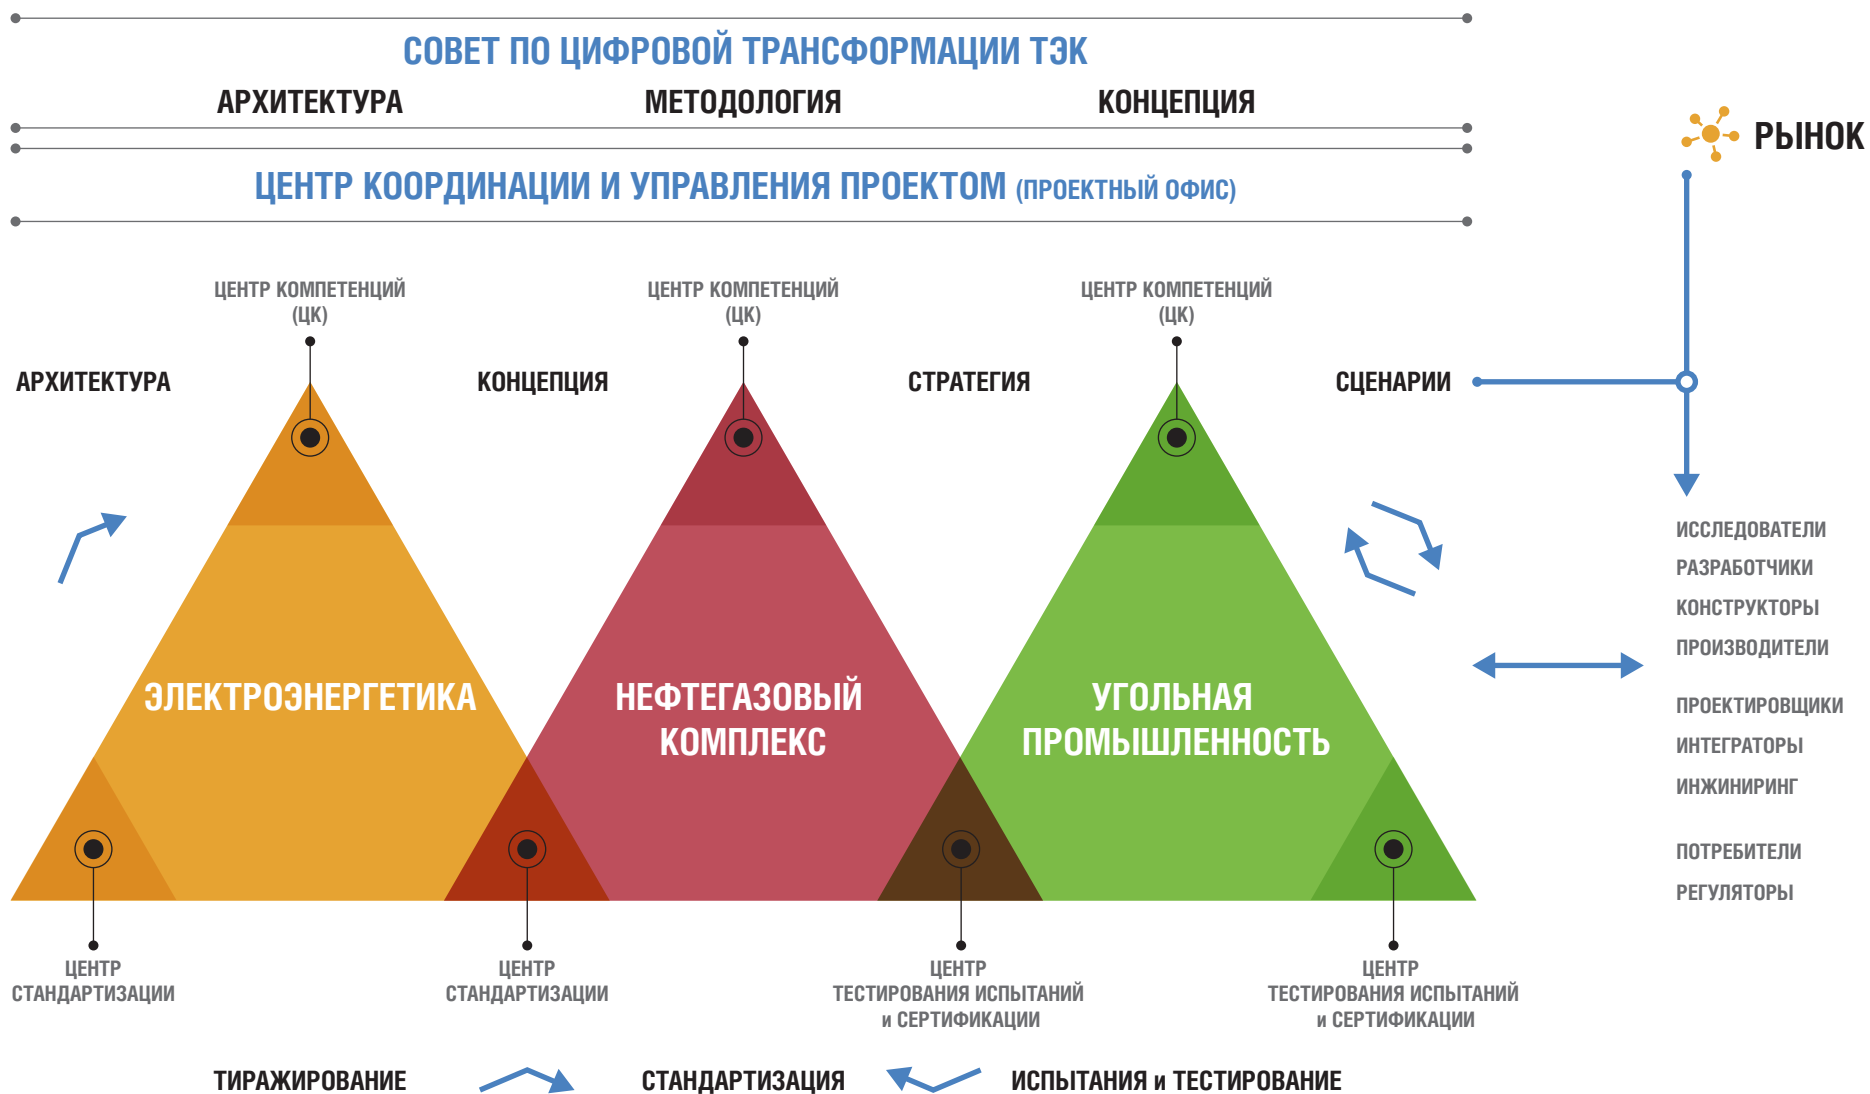 СОВЕТ ПО ЦИФРОВОЙ ТРАНСФОРМАЦИИ ТЭК
АРХИТЕКТУРА
МЕТОДОЛОГИЯ
КОНЦЕПЦИЯ
РЫНОК
ЦЕНТР КООРДИНАЦИИ И УПРАВЛЕНИЯ ПРОЕКТОМ (ПРОЕКТНЫЙ ОФИС)
ЦЕНТР КОМПЕТЕНЦИЙ
(ЦК)
ЦЕНТР КОМПЕТЕНЦИЙ
(ЦК)
ЦЕНТР КОМПЕТЕНЦИЙ
(ЦК)
АРХИТЕКТУРА
КОНЦЕПЦИЯ
СТРАТЕГИЯ
СЦЕНАРИИ
ЭЛЕКТРОЭНЕРГЕТИКА
НЕФТЕГАЗОВЫЙ
КОМПЛЕКС
УГОЛЬНАЯ
ПРОМЫШЛЕННОСТЬ
ИССЛЕДОВАТЕЛИ
РАЗРАБОТЧИКИ
КОНСТРУКТОРЫ
ПРОИЗВОДИТЕЛИ
ПРОЕКТИРОВЩИКИ
ИНТЕГРАТОРЫ
ИНЖИНИРИНГ
ПОТРЕБИТЕЛИ
РЕГУЛЯТОРЫ
ЦЕНТР
СТАНДАРТИЗАЦИИ
ЦЕНТР
СТАНДАРТИЗАЦИИ
ЦЕНТР
ТЕСТИРОВАНИЯ ИСПЫТАНИЙ
и СЕРТИФИКАЦИИ
ЦЕНТР
ТЕСТИРОВАНИЯ ИСПЫТАНИЙ
и СЕРТИФИКАЦИИ
ТИРАЖИРОВАНИЕ
СТАНДАРТИЗАЦИЯ
ИСПЫТАНИЯ и ТЕСТИРОВАНИЕ